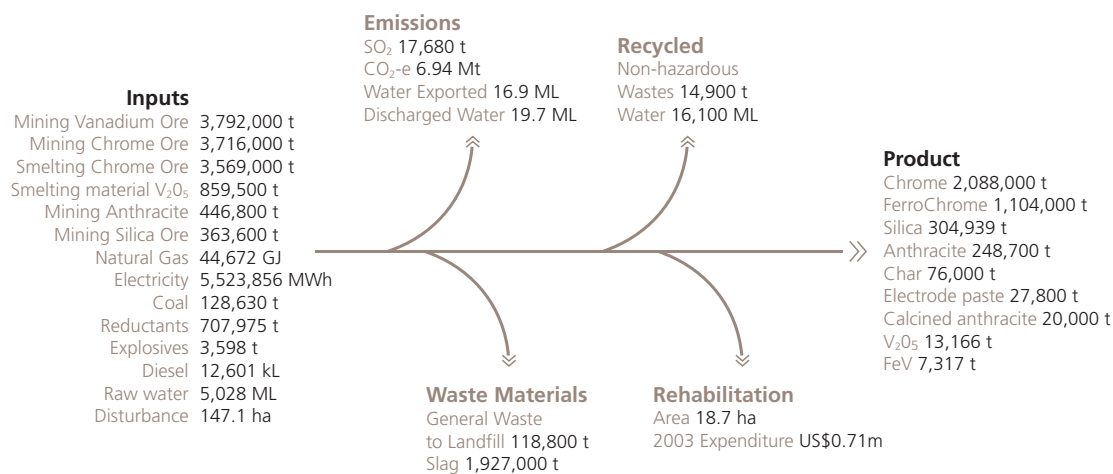 Emissions
SO₂ 17,680 t
CO₂-e 6.94 Mt
Water Exported 16.9 ML
Discharged Water 19.7 ML
Recycled
Non-hazardous
Wastes 14,900 t
Water 16,100 ML
Inputs
Mining Vanadium Ore 3,792,000 t
Mining Chrome Ore 3,716,000 t
Smelting Chrome Ore 3,569,000 t
Smelting material V₂0₅ 859,500 t
Mining Anthracite 446,800 t
Mining Silica Ore 363,600 t
Natural Gas 44,672 GJ
Electricity 5,523,856 MWh
Coal 128,630 t
Reductants 707,975 t
Explosives 3,598 t
Diesel 12,601 kL
Raw water 5,028 ML
Disturbance 147.1 ha
Product
Chrome 2,088,000 t
FerroChrome 1,104,000 t
Silica 304,939 t
Anthracite 248,700 t
Char 76,000 t
Electrode paste 27,800 t
Calcined anthracite 20,000 t
V₂0₅ 13,166 t
FeV 7,317 t
Waste Materials
General Waste
to Landfill 118,800 t
Slag 1,927,000 t
Rehabilitation
Area 18.7 ha
2003 Expenditure US$0.71m